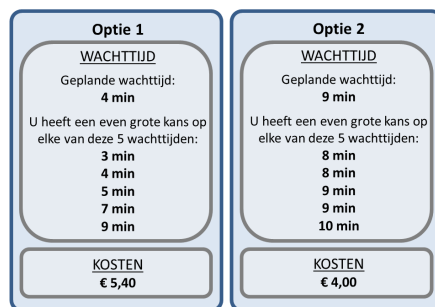 Optie 1
WACHTTIJD
Geplande wachttijd:
4 min
U heeft een even grote kans op
elke van deze 5 wachttijden:
3 min
4 min
5 min
7 min
9 min
KOSTEN
€ 5,40
Optie 2
WACHTTIJD
Geplande wachttijd:
9 min
U heeft een even grote kans op
elke van deze 5 wachttijden:
8 min
8 min
9 min
9 min
10 min
KOSTEN
€ 4,00